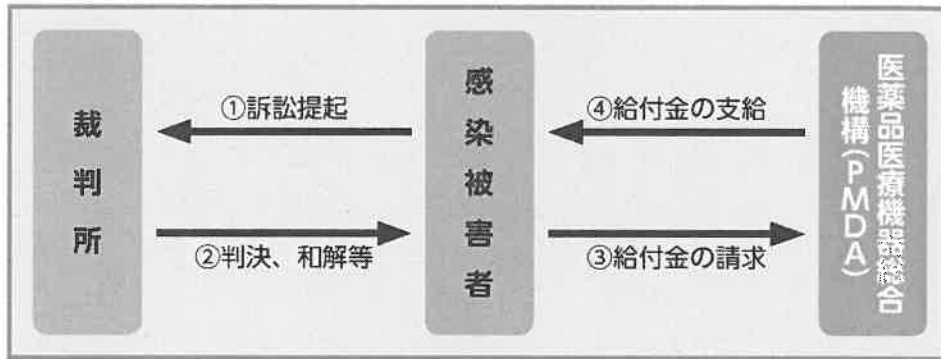 裁判所
①訴訟提起
②判決、和解等
感染被害者
④給付金の支給
③給付金の請求
医薬品医療機器総合
機構(PMDA)